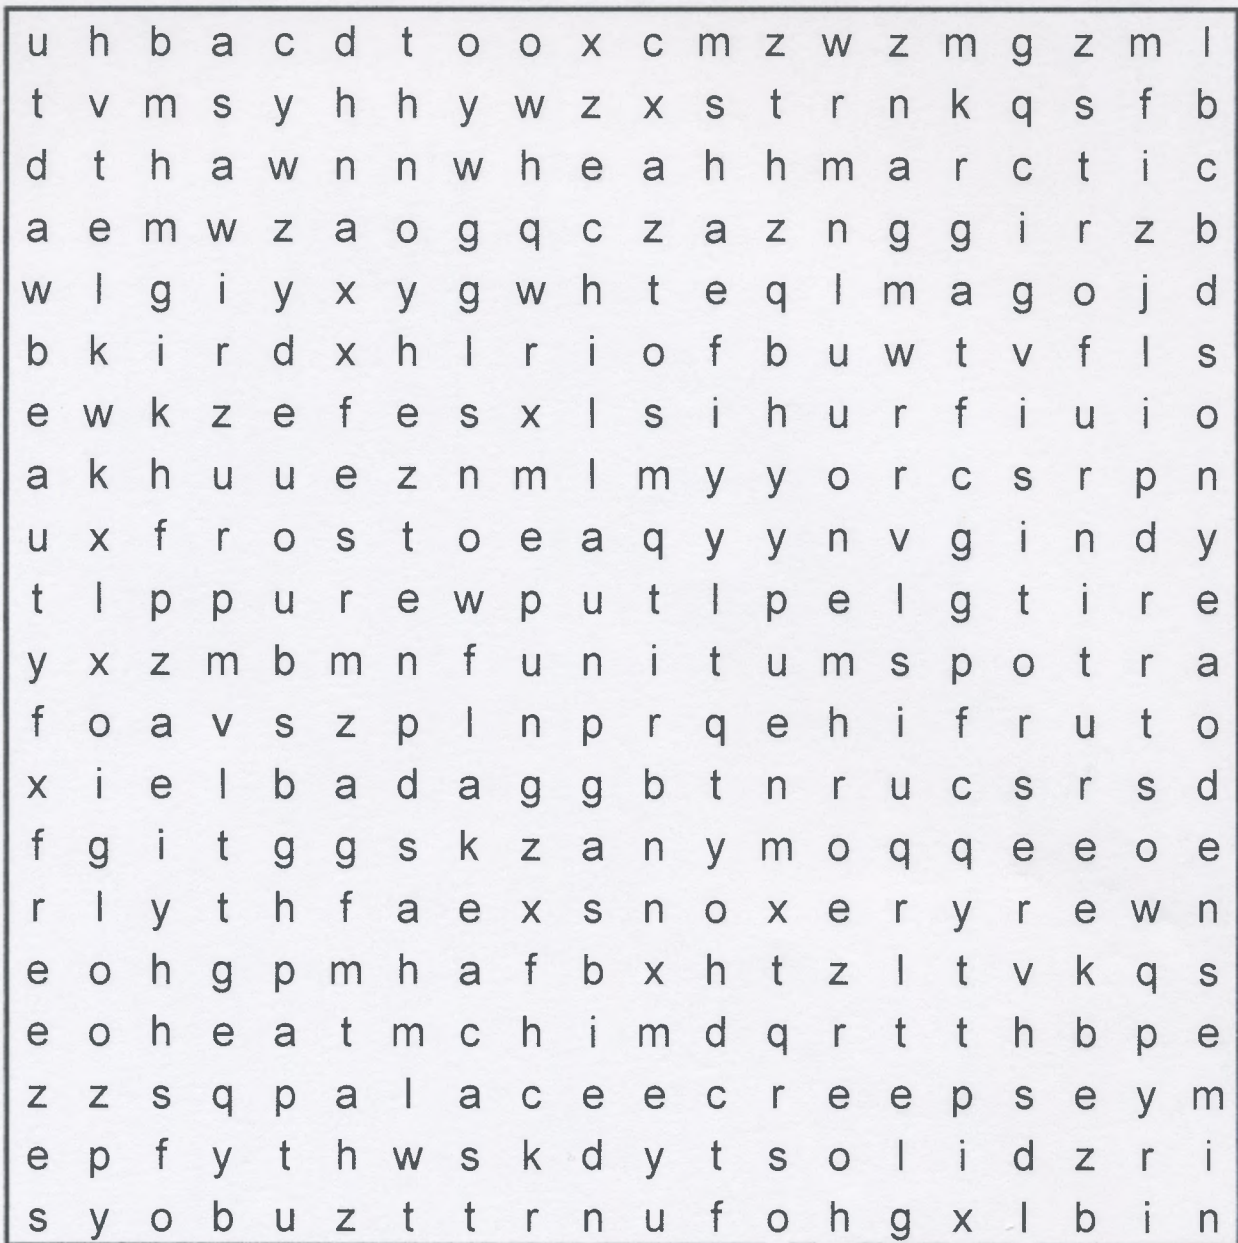 u h b a c d t o o x c m z w z m g z m l
t v m s y h h y w z x s t r n k q s f b
d t h a w n n w h e a h h m a r c t i c
a e m w z a o g q c z a z n g g i r z b
w l g i y x y g w h t e q l m a g o j d
b k i r d x h l r i o f b u w t v f l s
e w k z e f e s x l s i h u r f i u i o
a k h u u e z n m l m y y o r c s r p n
u x f r o s t o e a q y y n v g i n d y
t l p p u r e w p u t l p e l g t i r e
y x z m b m n f u n i t u m s p o t r a
f o a v s z p l n p r q e h i f r u t o
x i e l b a d a g g b t n r u c s r s d
f g i t g g s k z a n y m o q q e e o e
r l y t h f a e x s n o x e r y r e w n
e o h g p m h a f b x h t z l t v k q s
e o h e a t m c h i m d q r t t h b p e
z z s q p a l a c e e c r e e p s e y m
e p f y t h w s k d y t s o l i d z r i
s y o b u z t t r n u f o h g x l b i n